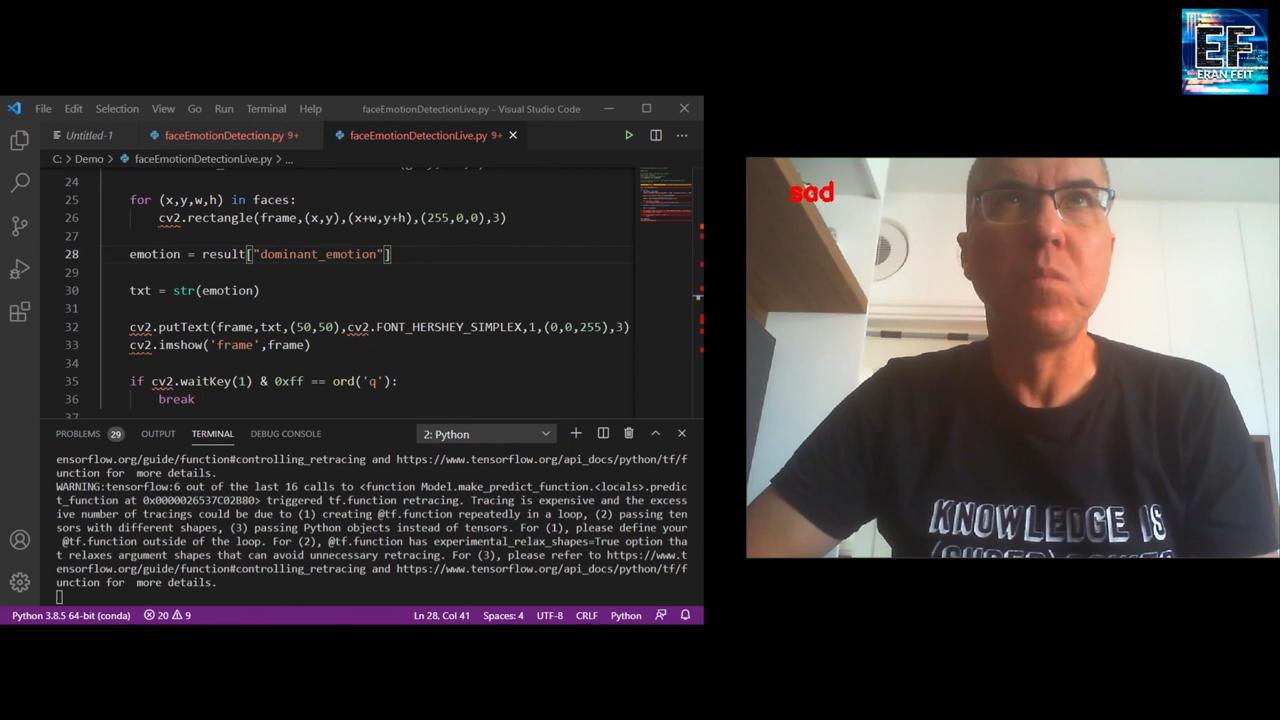 EF
ERAN FEIT
File Edit Selection View Go Run Terminal Help faceEmotionDetectionLive.py - Visual Studio Code
Untitled-1 faceEmotionDetection.py 9+ faceEmotionDetectionLive.py 9+
C: > Demo > faceEmotionDetectionLive.py > ...
24
25 for (x,y,w,h) in faces:
26 cv2.rectangle(frame,(x,y),(x+w,y+h),(255,0,0),3)
27
28 emotion = result["dominant_emotion"]
29
30 txt = str(emotion)
31
32 cv2.putText(frame,txt,(50,50),cv2.FONT_HERSHEY_SIMPLEX,1,(0,0,255),3)
33 cv2.imshow('frame',frame)
34
35 if cv2.waitKey(1) & 0xff == ord('q'):
36 break
37
PROBLEMS 29 OUTPUT TERMINAL DEBUG CONSOLE 2: Python
ensorflow.org/guide/function#controlling_retracing and https://www.tensorflow.org/api_docs/python/tf/f
unction for more details.
WARNING:tensorflow:6 out of the last 16 calls to <function Model.make_predict_function.<locals>.predic
t_function at 0x0000026537C02B80> triggered tf.function retracing. Tracing is expensive and the excess
ive number of tracings could be due to (1) creating @tf.function repeatedly in a loop, (2) passing ten
sors with different shapes, (3) passing Python objects instead of tensors. For (1), please define your
@tf.function outside of the loop. For (2), @tf.function has experimental_relax_shapes=True option tha
t relaxes argument shapes that can avoid unnecessary retracing. For (3), please refer to https://www.t
ensorflow.org/guide/function#controlling_retracing and https://www.tensorflow.org/api_docs/python/tf/f
unction for more details.
Python 3.8.5 64-bit (conda) 20 9 Ln 28, Col 41 Spaces: 4 UTF-8 CRLF Python
sad
KNOWLEDGE IS